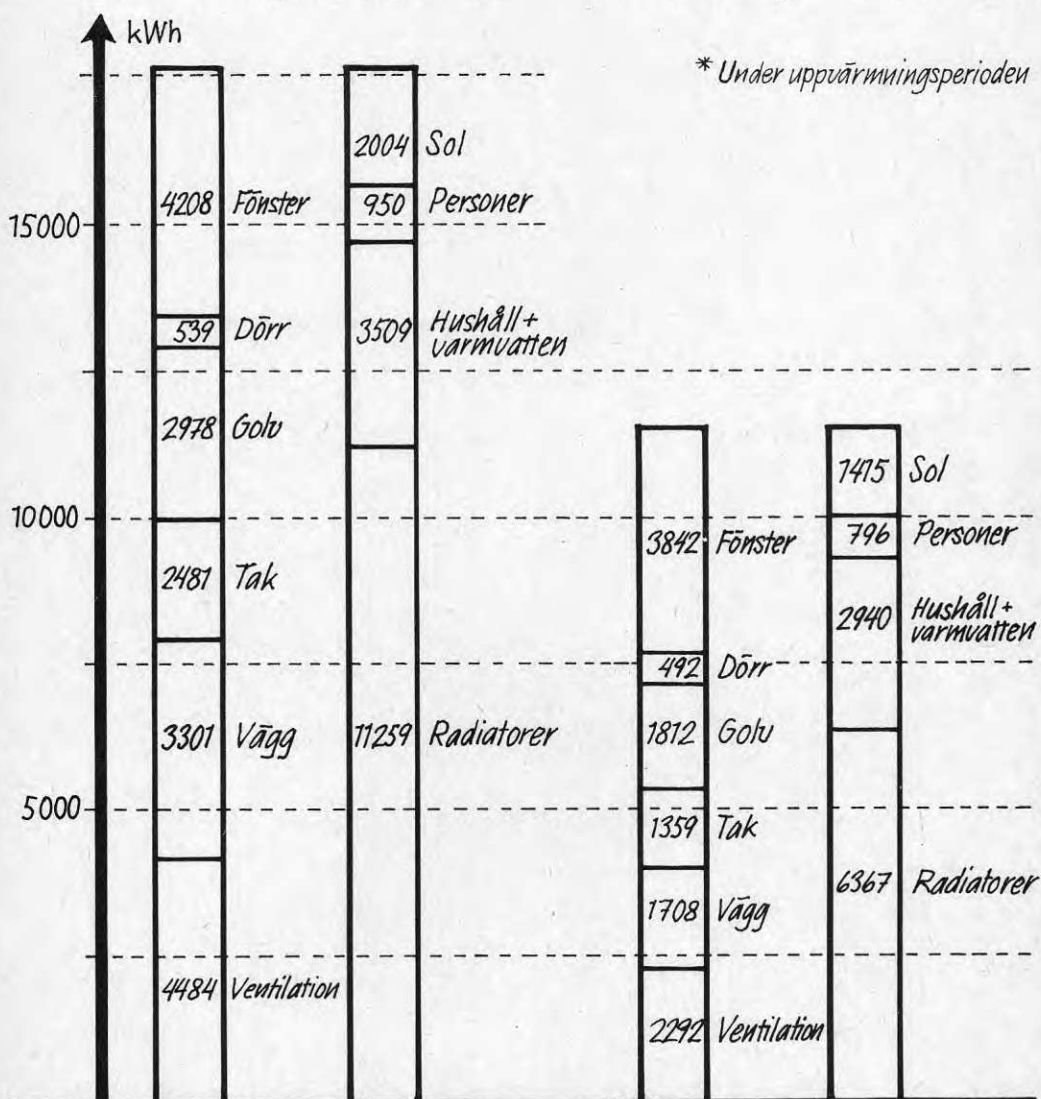 kWh
* Under uppvärmningsperioden
15000
10000
5000
4208 Fönster
539 Dörr
2978 Golv
2481 Tak
3301 Vägg
4484 Ventilation
2004 Sol
950 Personer
3509 Hushåll +
varmvatten
11259 Radiatorer
3842 Fönster
492 Dörr
1812 Golv
1359 Tak
1708 Vägg
2292 Ventilation
1415 Sol
796 Personer
2940 Hushåll +
varmvatten
6367 Radiatorer